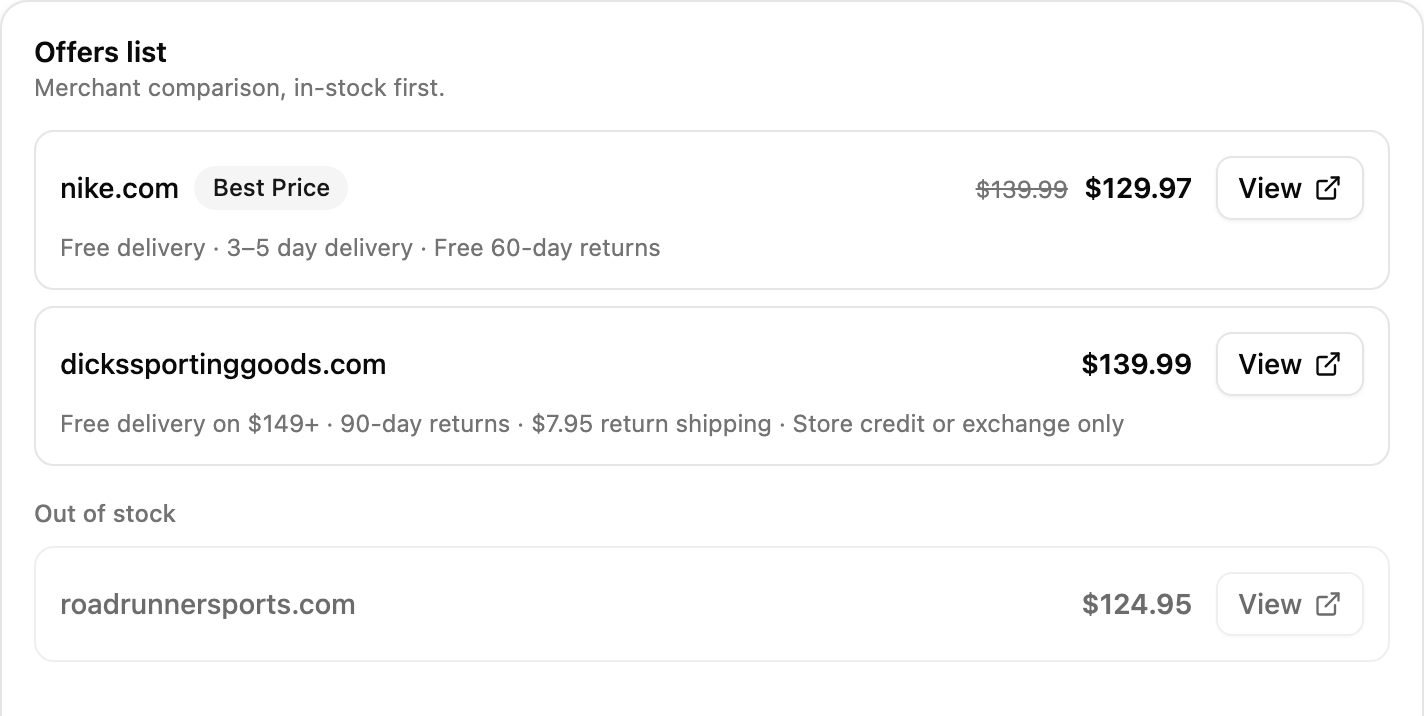 Offers list
Merchant comparison, in-stock first.
nike.com Best Price $139.99 $129.97 View
Free delivery · 3–5 day delivery · Free 60-day returns
dickssportinggoods.com $139.99 View
Free delivery on $149+ · 90-day returns · $7.95 return shipping · Store credit or exchange only
Out of stock
roadrunnersports.com $124.95 View